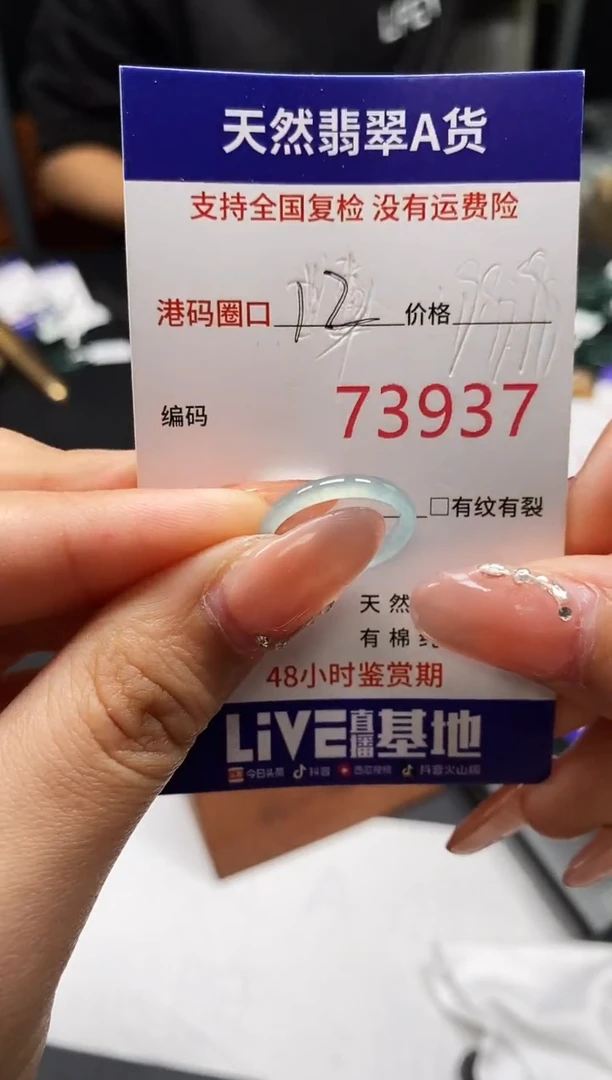 天然翡翠A货
支持全国复检 没有运费险
港码圈口 12 价格
编码 73937
□有纹有裂
天然
有棉纹
48小时鉴赏期
LiVE直播基地
今日头条 抖音 西瓜视频 抖音火山版